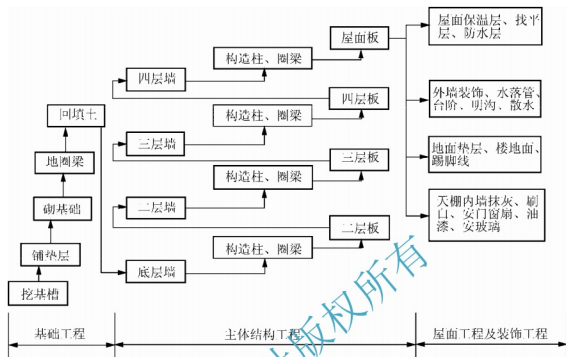 屋面板
屋面保温层、找平
层、防水层
构造柱、圈梁
四层墙
四层板
外墙装饰、水落管、
台阶、明沟、散水
回填土
构造柱、圈梁
三层墙
三层板
地面垫层、楼地面、
踢脚线
地圈梁
构造柱、圈梁
二层墙
二层板
天棚内墙抹灰、刷
白、安门窗扇、油
漆、安玻璃
砌基础
构造柱、圈梁
铺垫层
底层墙
挖基槽
基础工程
主体结构工程
屋面工程及装饰工程
版权所有